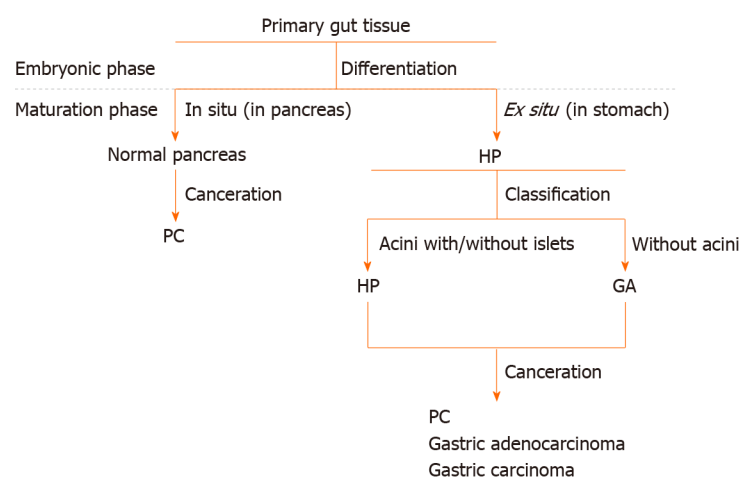 Primary gut tissue
Embryonic phase
Differentiation
Maturation phase
In situ (in pancreas)
Ex situ (in stomach)
Normal pancreas
HP
Canceration
Classification
PC
Acini with/without islets
Without acini
HP
GA
Canceration
PC
Gastric adenocarcinoma
Gastric carcinoma